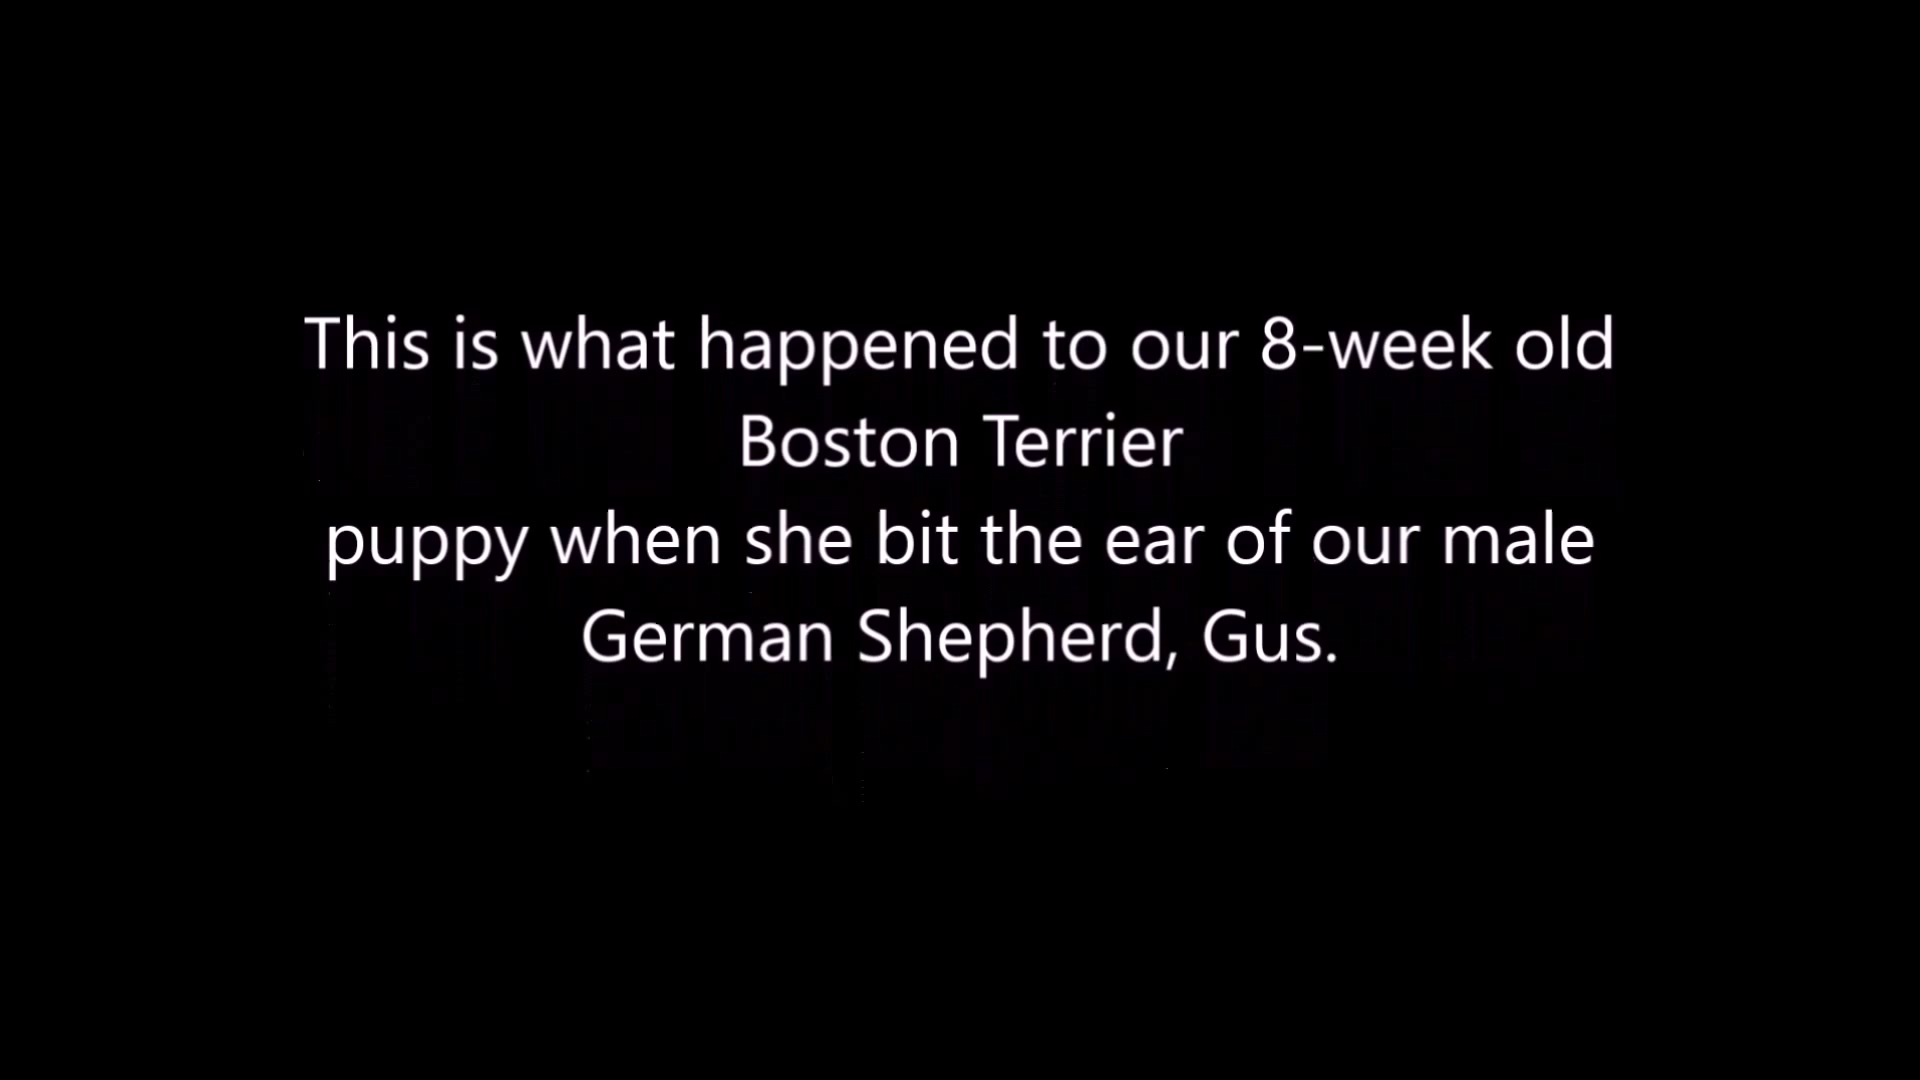 This is what happened to our 8-week old
Boston Terrier
puppy when she bit the ear of our male
German Shepherd, Gus.